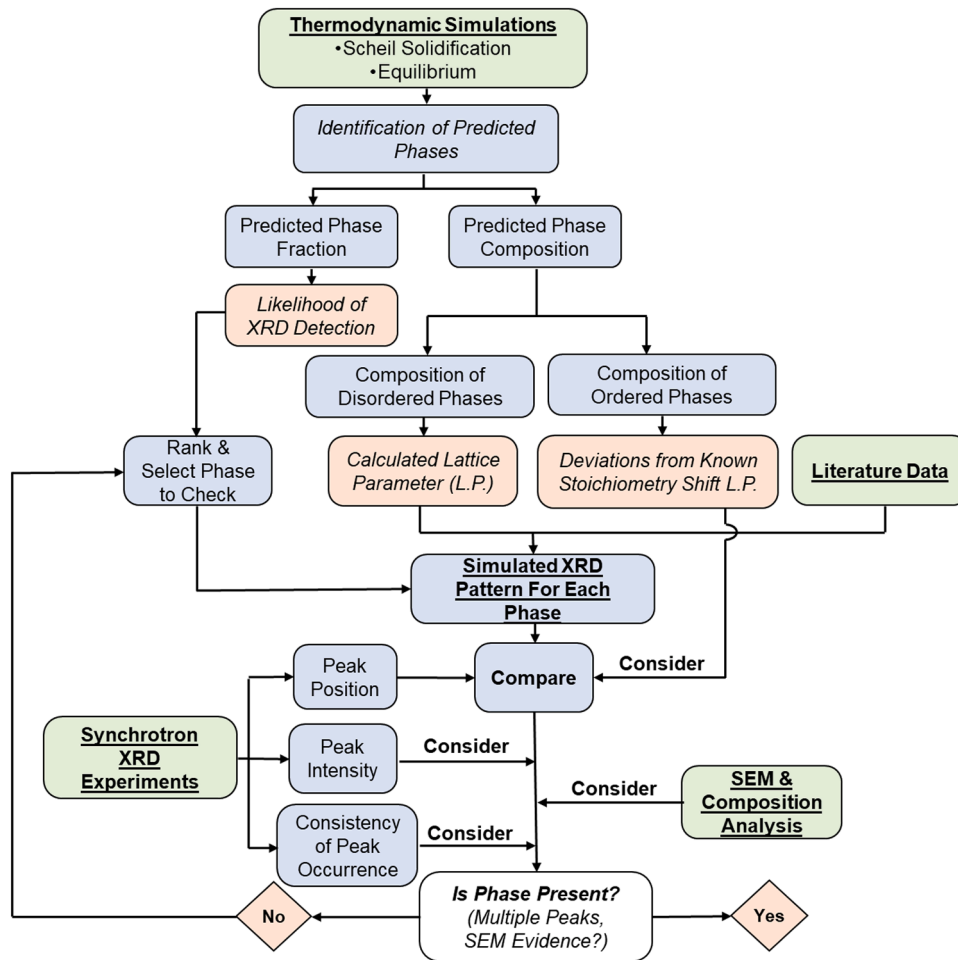 Thermodynamic Simulations
•Scheil Solidification
•Equilibrium
Identification of Predicted
Phases
Predicted Phase
Fraction
Predicted Phase
Composition
Likelihood of
XRD Detection
Composition of
Disordered Phases
Composition of
Ordered Phases
Rank &
Select Phase
to Check
Calculated Lattice
Parameter (L.P.)
Deviations from Known
Stoichiometry Shift L.P.
Literature Data
Simulated XRD
Pattern For Each
Phase
Peak
Position
Compare
Consider
Synchrotron
XRD
Experiments
Peak
Intensity
Consider
Consider
SEM &
Composition
Analysis
Consistency
of Peak
Occurrence
Consider
Is Phase Present?
(Multiple Peaks,
SEM Evidence?)
No
Yes